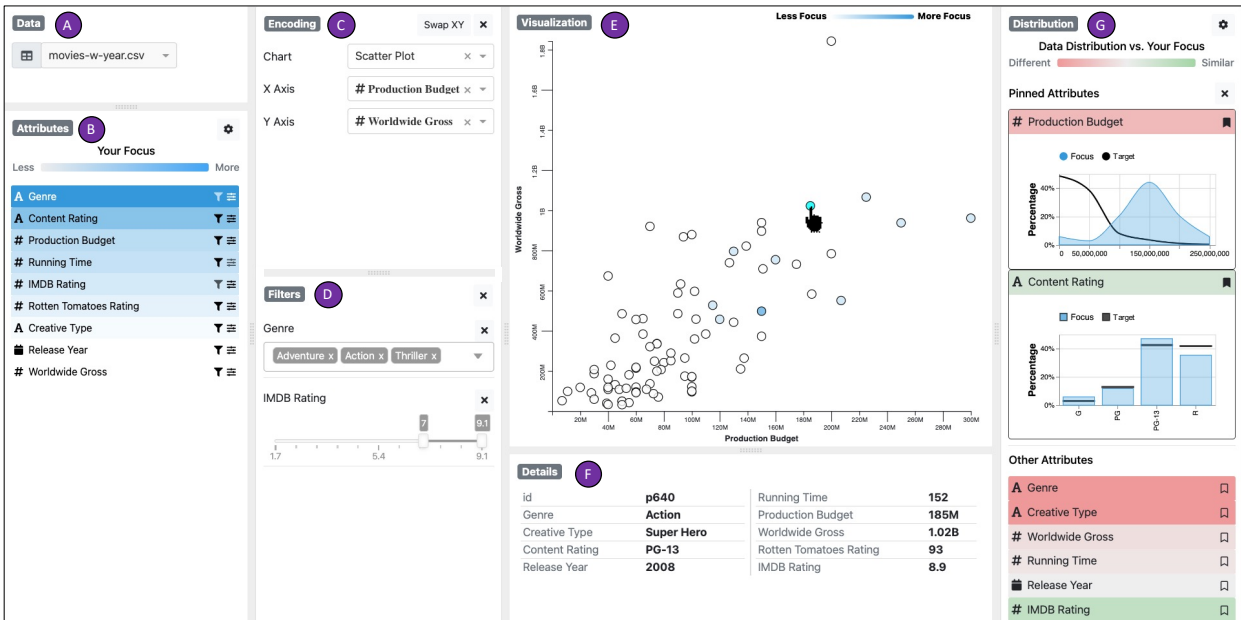 Data
A
movies-w-year.csv
Attributes
B
Your Focus
Less
More
A Genre
A Content Rating
# Production Budget
# Running Time
# IMDB Rating
# Rotten Tomatoes Rating
A Creative Type
Release Year
# Worldwide Gross
Encoding
C
Swap XY ×
Chart
Scatter Plot ×
X Axis
# Production Budget ×
Y Axis
# Worldwide Gross ×
Filters
D
×
Genre
×
Adventure x Action x Thriller x
IMDB Rating
×
7 9.1
1.7 5.4 9.1
Visualization
E
Less Focus More Focus
Worldwide Gross
1.8B
1.6B
1.4B
1.2B
1B
800M
600M
400M
200M
20M 40M 60M 80M 100M 120M 140M 160M 180M 200M 220M 240M 260M 280M 300M
Production Budget
Details
F
id p640
Genre Action
Creative Type Super Hero
Content Rating PG-13
Release Year 2008
Running Time 152
Production Budget 185M
Worldwide Gross 1.02B
Rotten Tomatoes Rating 93
IMDB Rating 8.9
Distribution
G
Data Distribution vs. Your Focus
Different Similar
Pinned Attributes ×
# Production Budget
Focus Target
Percentage
40%
20%
0%
0 50,000,000 150,000,000 250,000,000
A Content Rating
Focus Target
Percentage
40%
20%
0%
G PG PG-13 R
Other Attributes
A Genre
A Creative Type
# Worldwide Gross
# Running Time
Release Year
# IMDB Rating